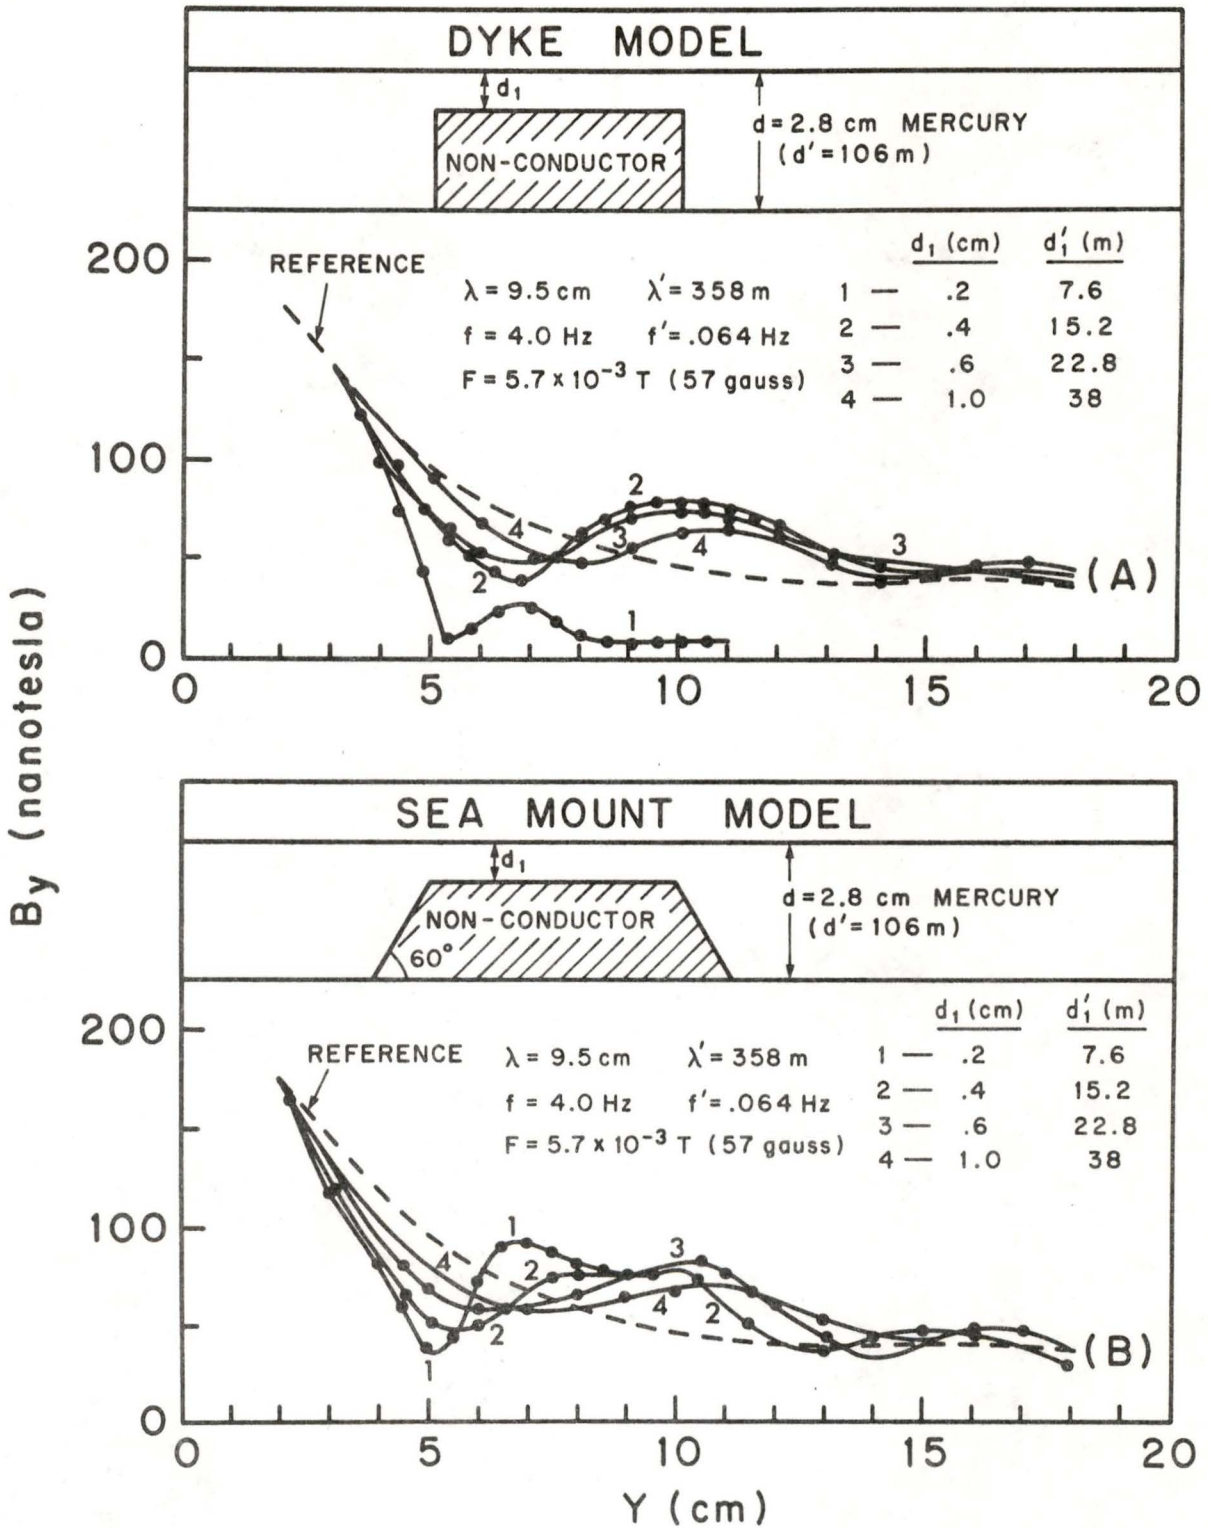 DYKE MODEL
d₁
NON-CONDUCTOR
d = 2.8 cm MERCURY
(d' = 106 m)
200
100
0
REFERENCE
λ = 9.5 cm λ' = 358 m
f = 4.0 Hz f' = .064 Hz
F = 5.7 x 10⁻³ T (57 gauss)
d₁ (cm) d₁' (m)
1 — .2 7.6
2 — .4 15.2
3 — .6 22.8
4 — 1.0 38
2
4
3
4
3
2
1
(A)
0 5 10 15 20
By (nanotesla)
SEA MOUNT MODEL
d₁
NON-CONDUCTOR
60°
d = 2.8 cm MERCURY
(d' = 106 m)
200
100
0
REFERENCE
λ = 9.5 cm λ' = 358 m
f = 4.0 Hz f' = .064 Hz
F = 5.7 x 10⁻³ T (57 gauss)
d₁ (cm) d₁' (m)
1 — .2 7.6
2 — .4 15.2
3 — .6 22.8
4 — 1.0 38
1
3
4
2
4
2
2
1
(B)
0 5 10 15 20
Y (cm)